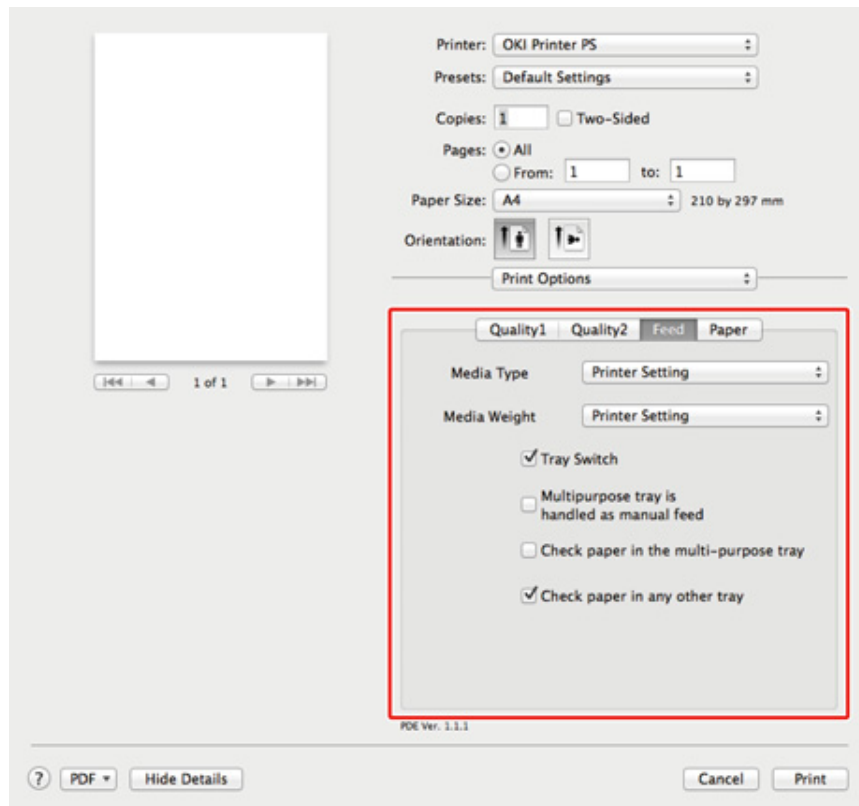 Printer: OKI Printer PS
Presets: Default Settings
Copies: 1 Two-Sided
Pages: All
From: 1 to: 1
Paper Size: A4 210 by 297 mm
Orientation:
Print Options
Quality1 Quality2 Feed Paper
Media Type Printer Setting
Media Weight Printer Setting
Tray Switch
Multipurpose tray is
handled as manual feed
Check paper in the multi-purpose tray
Check paper in any other tray
1 of 1
PDE Ver. 1.1.1
? PDF Hide Details Cancel Print